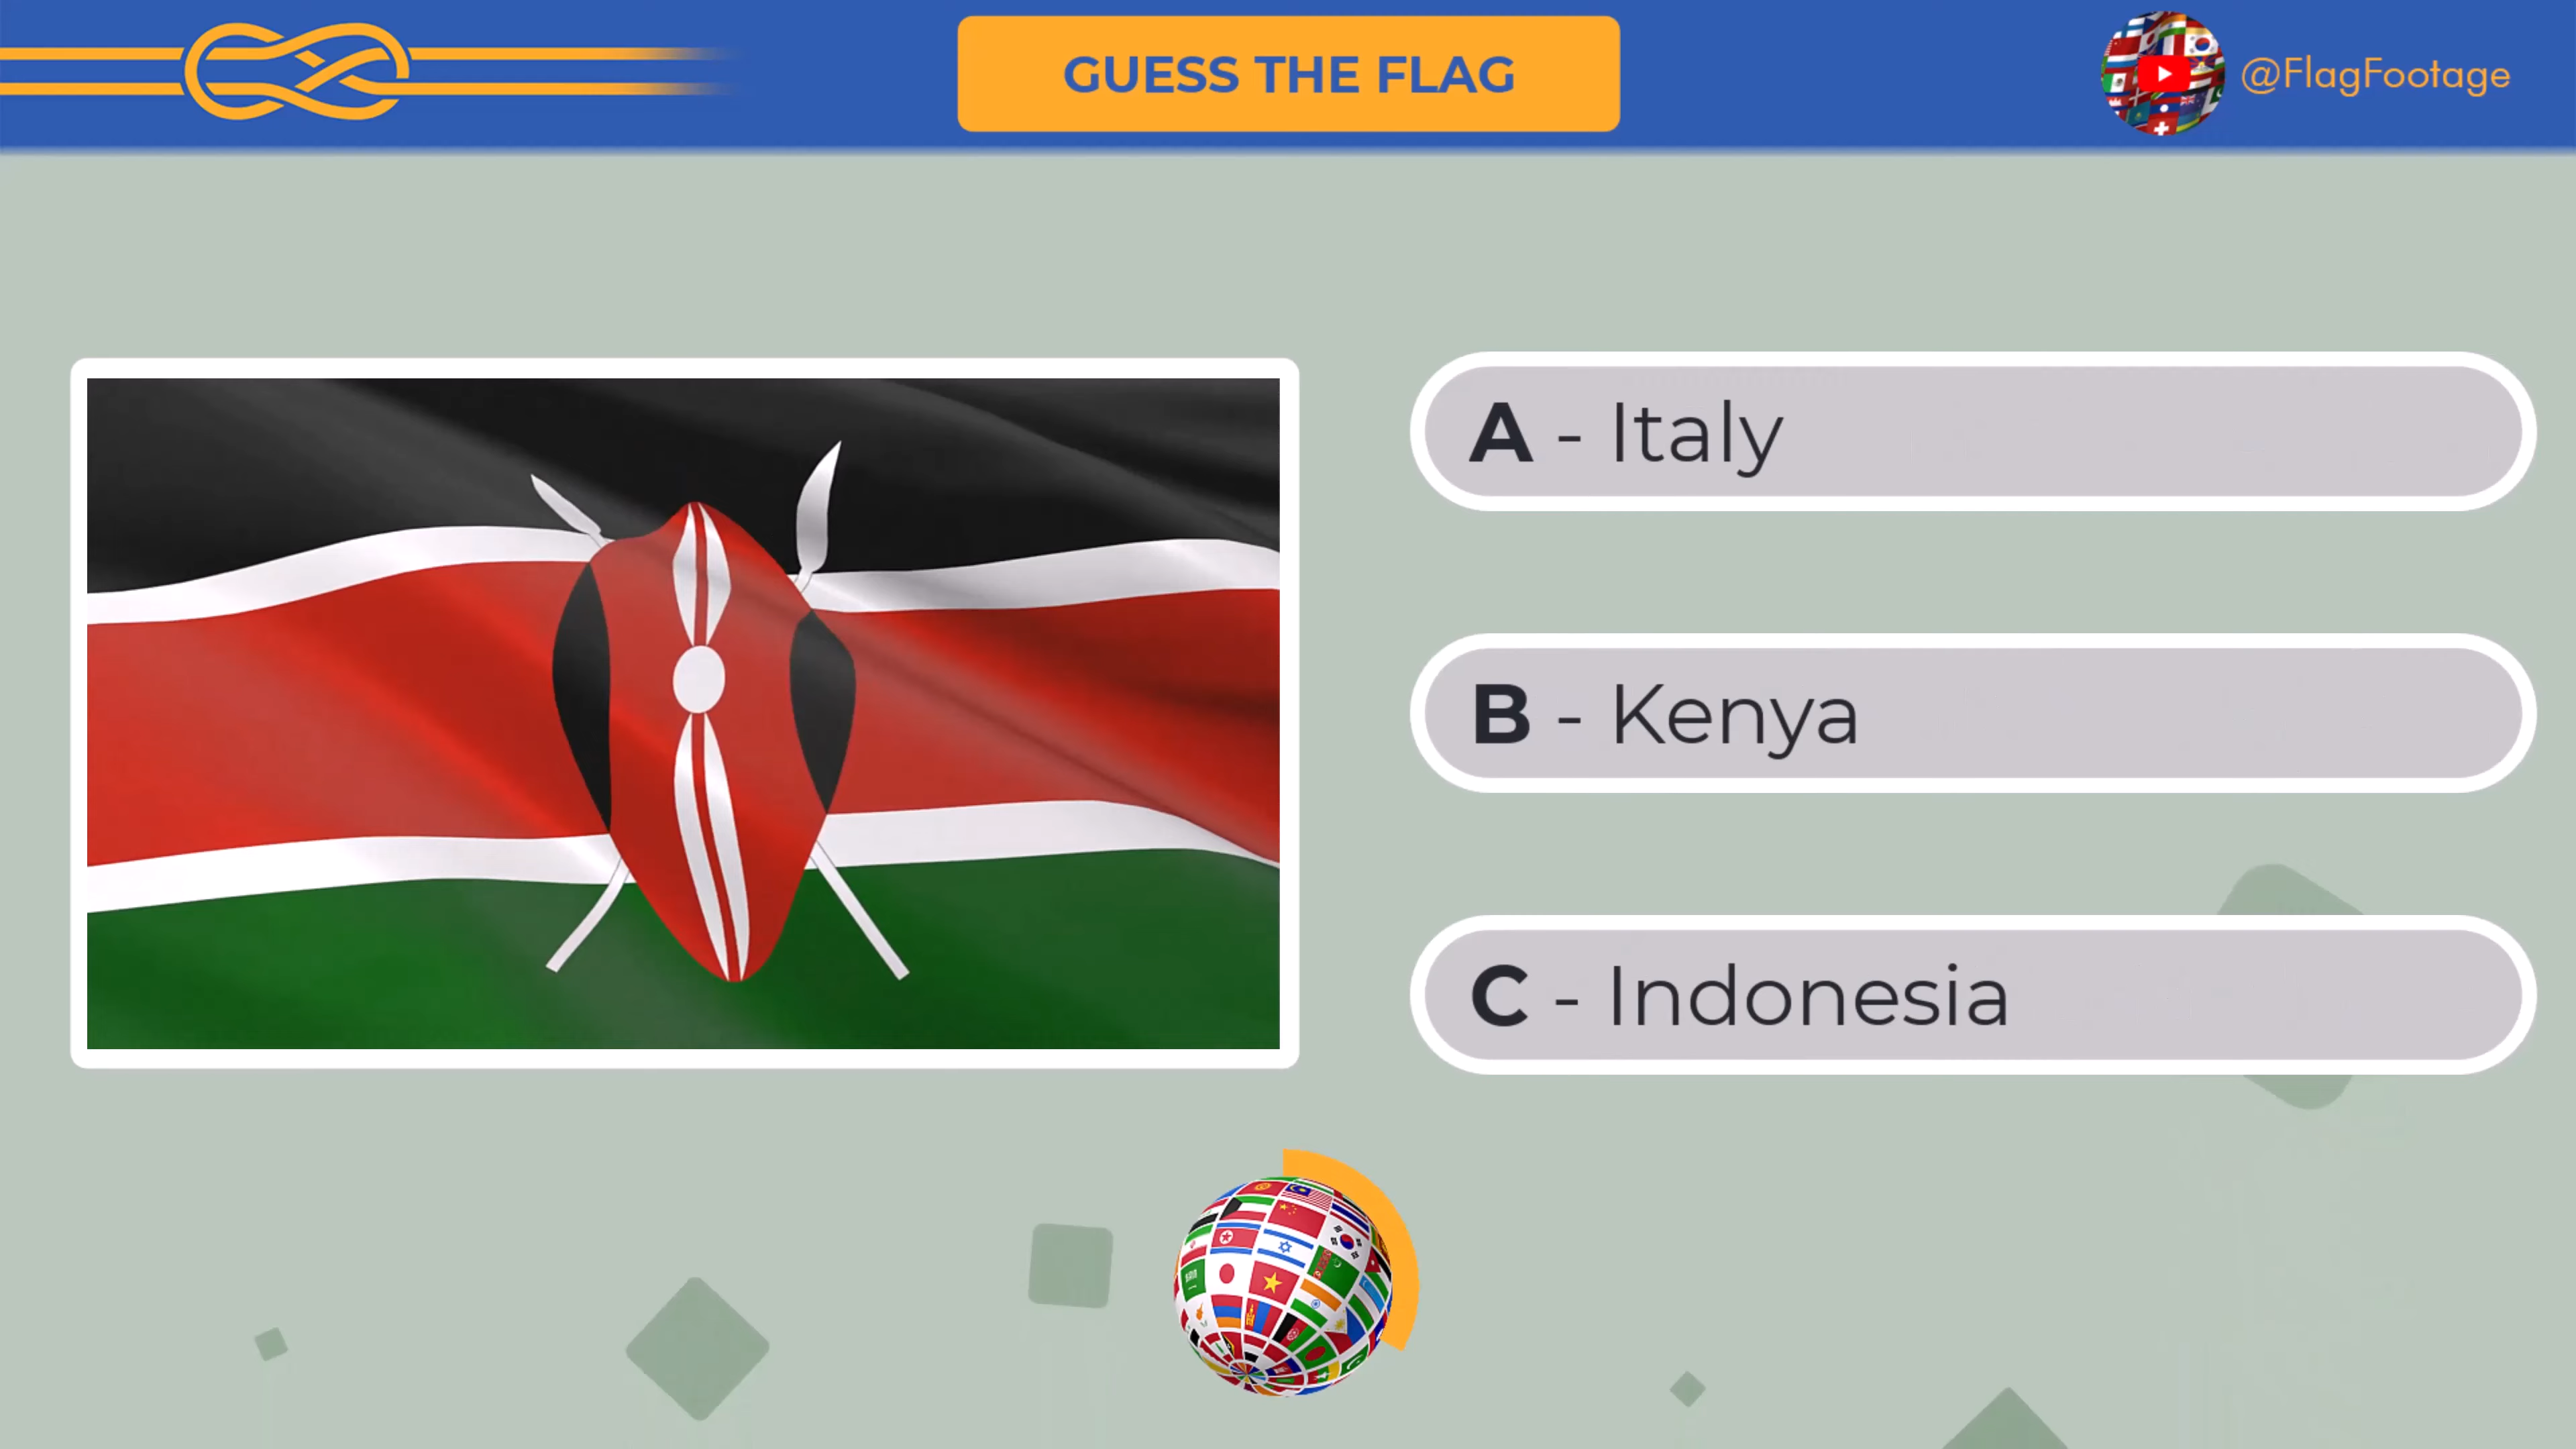 GUESS THE FLAG
@FlagFootage
A - Italy
B - Kenya
C - Indonesia